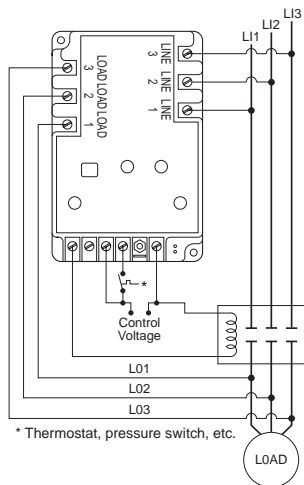 LI3
LI2
LI1
LOAD LOAD LOAD
3 2 1
LINE LINE LINE
3 2 1
*
Control
Voltage
L01
L02
L03
* Thermostat, pressure switch, etc.
L0AD